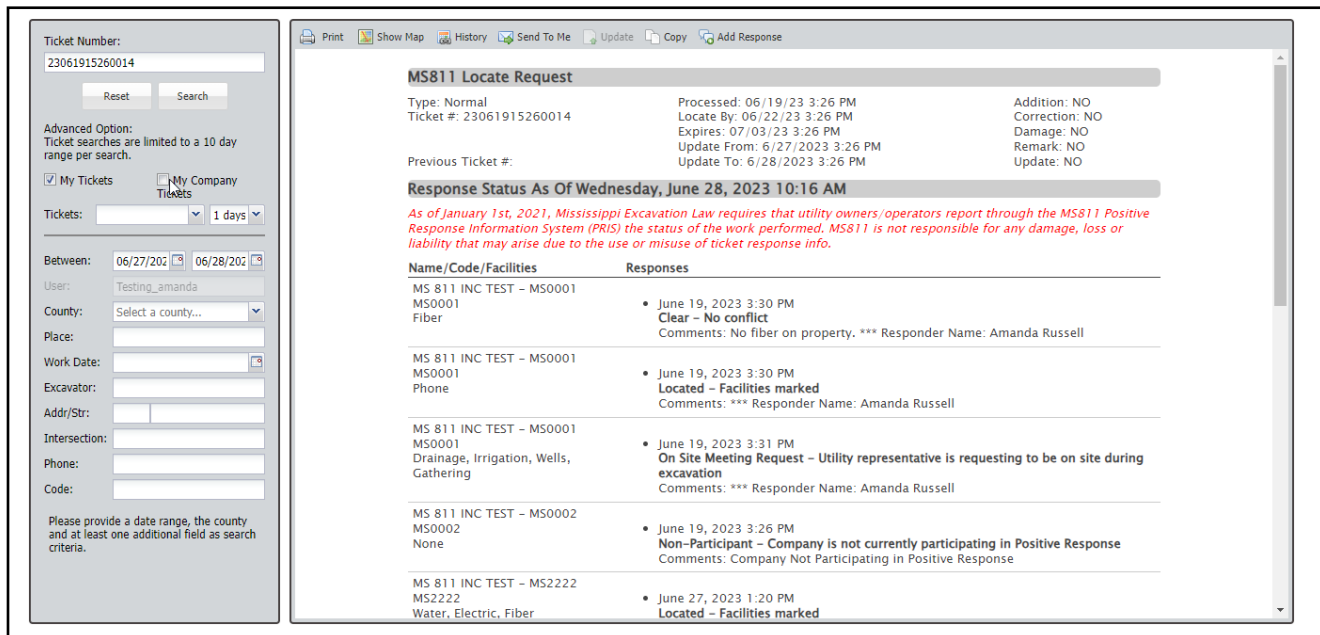 Ticket Number:
23061915260014
Reset Search
Advanced Option:
Ticket searches are limited to a 10 day
range per search.
My Tickets My Company
Tickets
Tickets: 1 days
Between: 06/27/202 06/28/202
User: Testing_amanda
County: Select a county...
Place:
Work Date:
Excavator:
Addr/Str:
Intersection:
Phone:
Code:
Please provide a date range, the county
and at least one additional field as search
criteria.
Print Show Map History Send To Me Update Copy Add Response
MS811 Locate Request
Type: Normal Processed: 06/19/23 3:26 PM Addition: NO
Ticket #: 23061915260014 Locate By: 06/22/23 3:26 PM Correction: NO
Expires: 07/03/23 3:26 PM Damage: NO
Update From: 6/27/2023 3:26 PM Remark: NO
Previous Ticket #: Update To: 6/28/2023 3:26 PM Update: NO
Response Status As Of Wednesday, June 28, 2023 10:16 AM
As of January 1st, 2021, Mississippi Excavation Law requires that utility owners/operators report through the MS811 Positive
Response Information System (PRIS) the status of the work performed. MS811 is not responsible for any damage, loss or
liability that may arise due to the use or misuse of ticket response info.
Name/Code/Facilities Responses
MS 811 INC TEST - MS0001
MS0001 • June 19, 2023 3:30 PM
Fiber Clear - No conflict
Comments: No fiber on property. *** Responder Name: Amanda Russell
MS 811 INC TEST - MS0001
MS0001 • June 19, 2023 3:30 PM
Phone Located - Facilities marked
Comments: *** Responder Name: Amanda Russell
MS 811 INC TEST - MS0001
MS0001 • June 19, 2023 3:31 PM
Drainage, Irrigation, Wells, On Site Meeting Request - Utility representative is requesting to be on site during
Gathering excavation
Comments: *** Responder Name: Amanda Russell
MS 811 INC TEST - MS0002
MS0002 • June 19, 2023 3:26 PM
None Non-Participant - Company is not currently participating in Positive Response
Comments: Company Not Participating in Positive Response
MS 811 INC TEST - MS2222
MS2222 • June 27, 2023 1:20 PM
Water, Electric, Fiber Located - Facilities marked